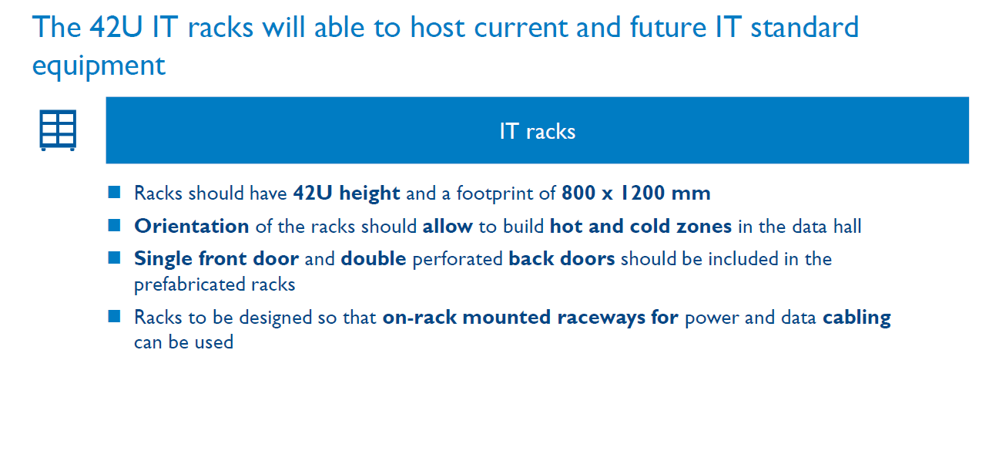 The 42U IT racks will able to host current and future IT standard
equipment
IT racks
Racks should have 42U height and a footprint of 800 x 1200 mm
Orientation of the racks should allow to build hot and cold zones in the data hall
Single front door and double perforated back doors should be included in the
prefabricated racks
Racks to be designed so that on-rack mounted raceways for power and data cabling
can be used